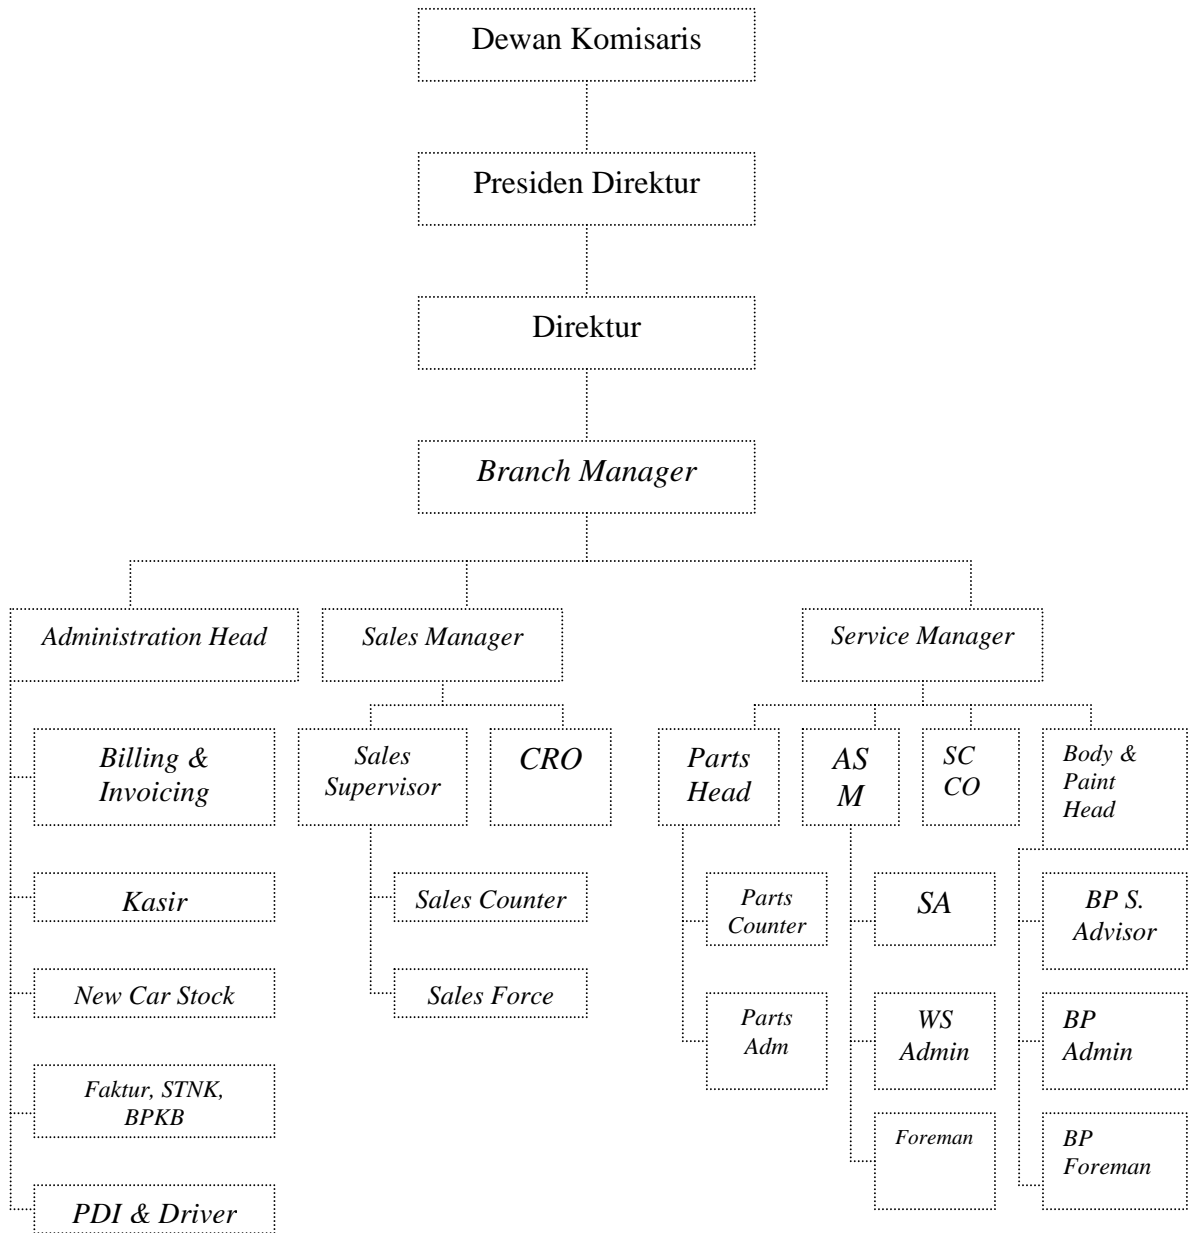 Dewan Komisaris
Presiden Direktur
Direktur
Branch Manager
Administration Head
Sales Manager
Service Manager
Billing &
Invoicing
Sales
Supervisor
CRO
Parts
Head
AS
M
SC
CO
Body &
Paint
Head
Kasir
Sales Counter
Parts
Counter
SA
BP S.
Advisor
New Car Stock
Sales Force
Parts
Adm
WS
Admin
BP
Admin
Faktur, STNK,
BPKB
Foreman
BP
Foreman
PDI & Driver